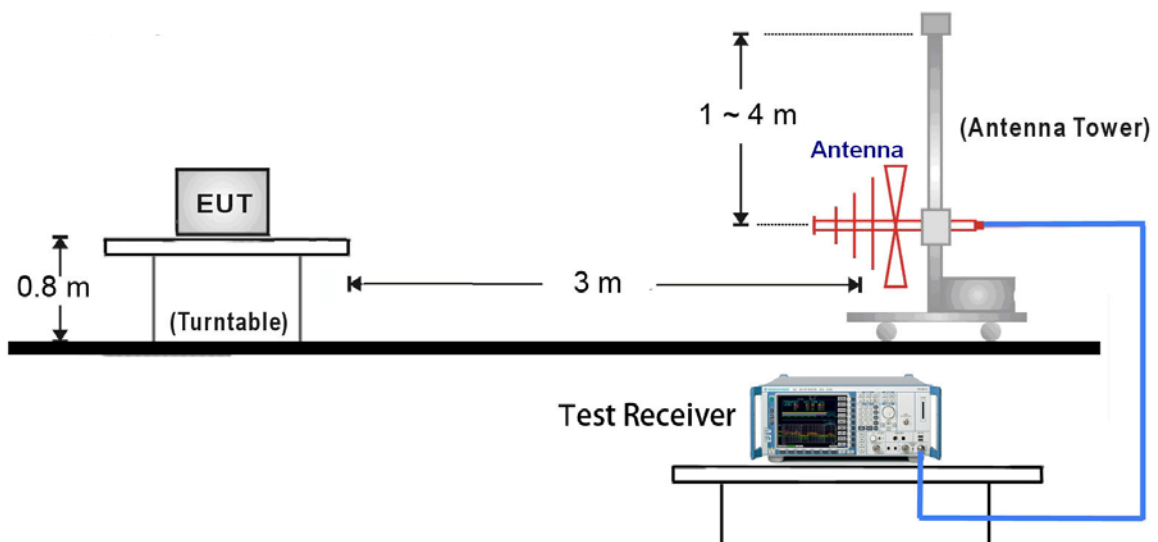 1 ~ 4 m
(Antenna Tower)
Antenna
EUT
0.8 m
3 m
(Turntable)
Test Receiver